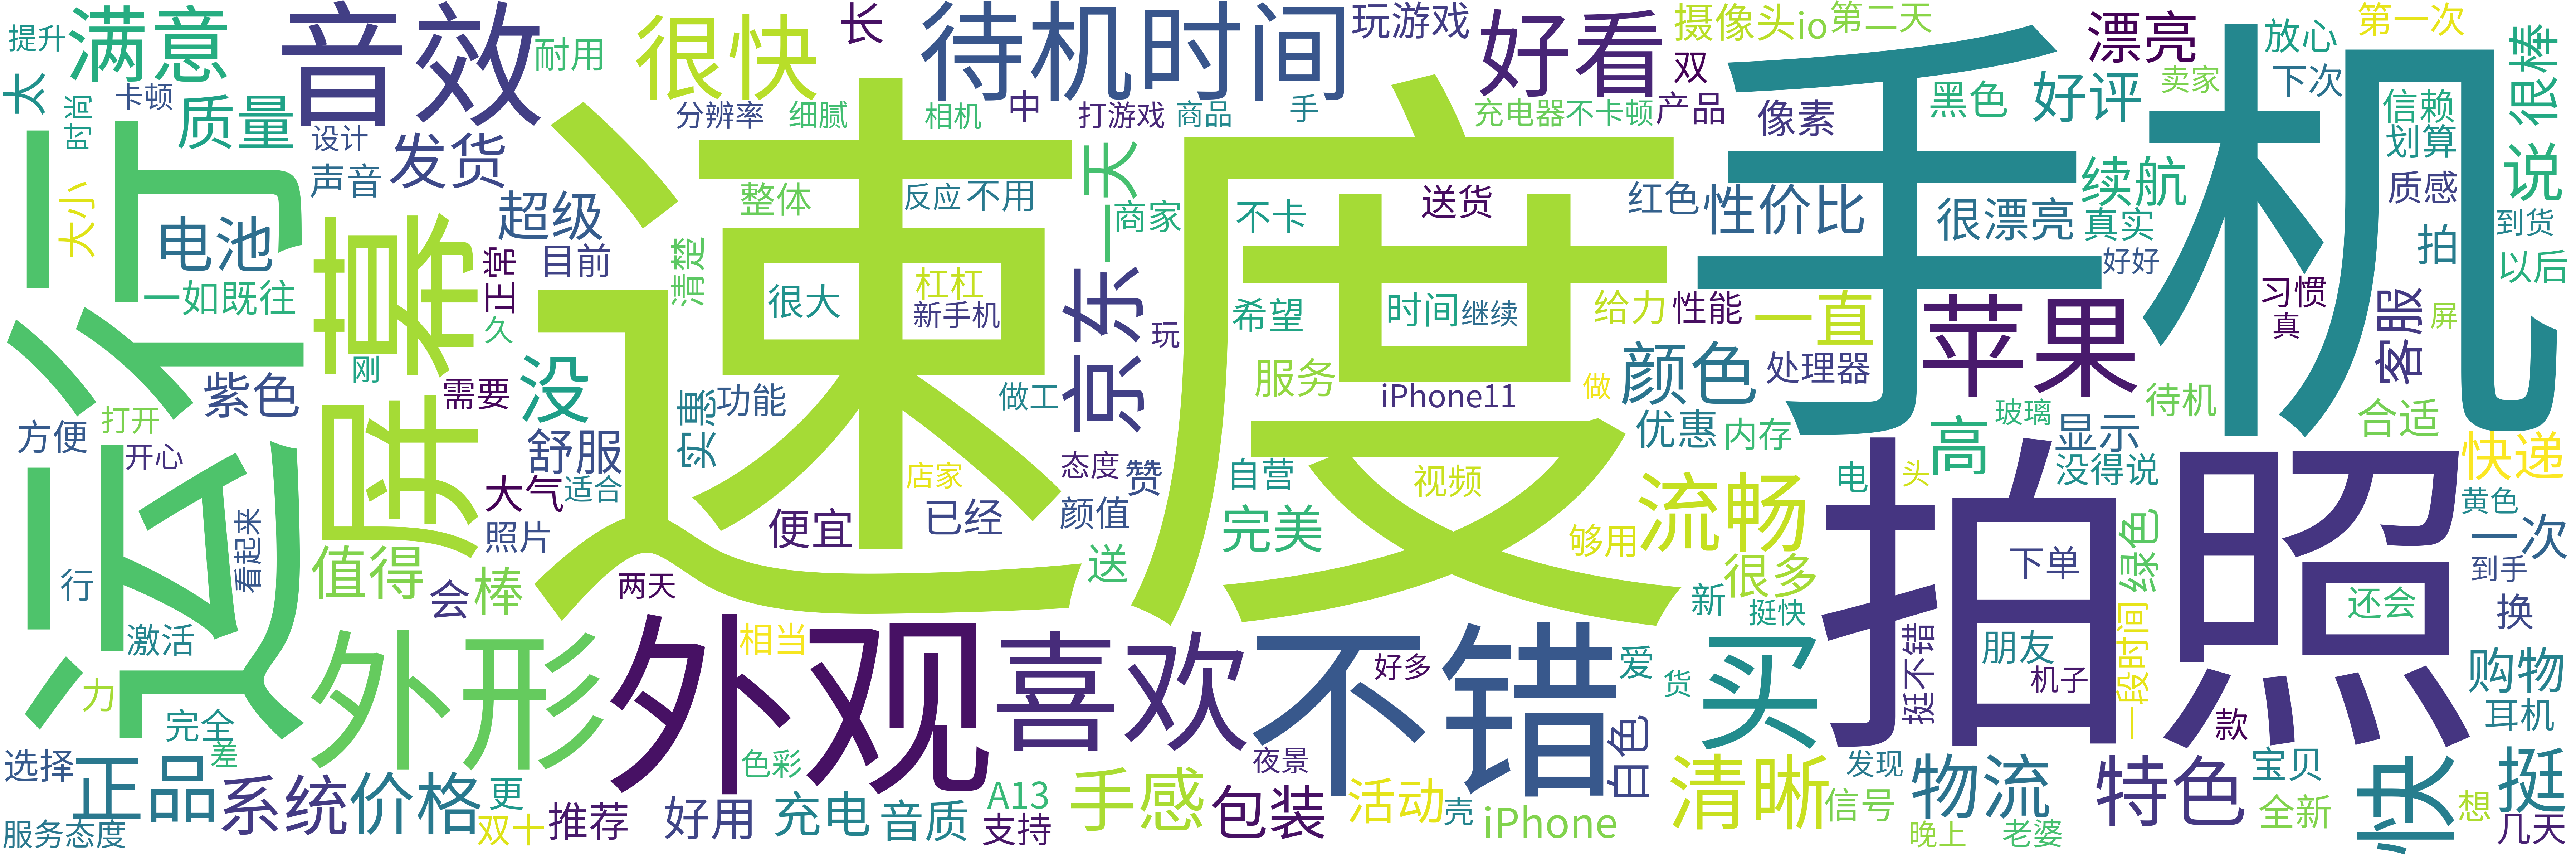 提升
满意
音效
耐用
很快
长
待机时间
玩游戏
好看
摄像头io
第二天
双
漂亮
放心
第一次
很棒
太
时尚
卡顿
质量
设计
声音
发货
分辨率
细腻
相机
中
打游戏
商品
手
充电器不卡顿
产品
像素
黑色
好评
卖家
下次
信赖
划算
说
运行
大小
电池
一如既往
屏幕
超级
目前
正常
久
速度
清楚
整体
反应
不用
一天
商家
很大
杠杠
新手机
京东
玩
不卡
送货
希望
时间
继续
服务
iPhone11
做
手机
红色
性价比
给力
性能
一直
颜色
处理器
优惠
内存
很漂亮
续航
真实
好好
苹果
质感
拍
到货
以后
习惯
真
客服
屏
待机
合适
快递
玻璃
高
显示
没得说
电
头
紫色
方便
打开
开心
刚
需要
没
舒服
大气
适合
照片
看起来
值得
行
会
棒
激活
实惠
功能
做工
店家
已经
态度
赞
颜值
便宜
送
两天
自营
视频
完美
够用
流畅
很多
新
挺快
拍照
下单
绿色
黄色
一次
到手
还会
换
朋友
机子
挺不错
一段时间
款
购物
耳机
力
完全
差
选择
正品
系统
价格
更
外形
外观
相当
色彩
喜欢
不错
好多
夜景
爱
货
白色
买
清晰
发现
信号
物流
特色
宝贝
全新
快
想
挺
几天
服务态度
双十
推荐
好用
充电
音质
A13
支持
手感
包装
活动
壳
iPhone
晚上
老婆